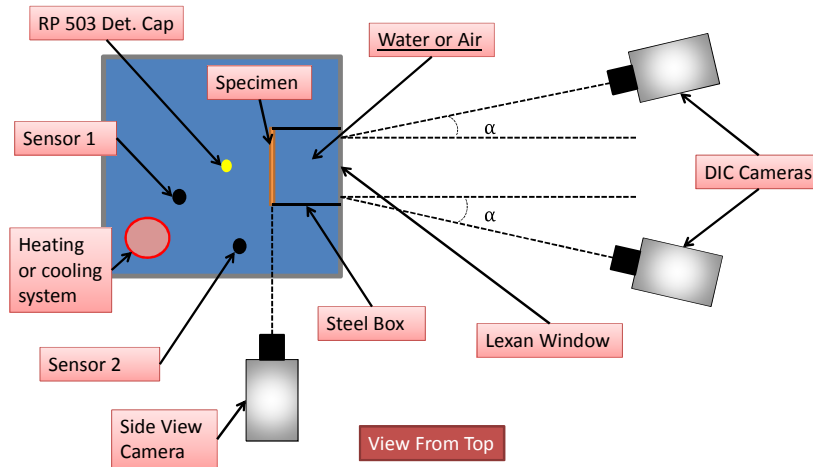 RP 503 Det. Cap
Water or Air
Specimen
Sensor 1
α
DIC Cameras
α
Heating
or cooling
system
Steel Box
Lexan Window
Sensor 2
Side View
Camera
View From Top